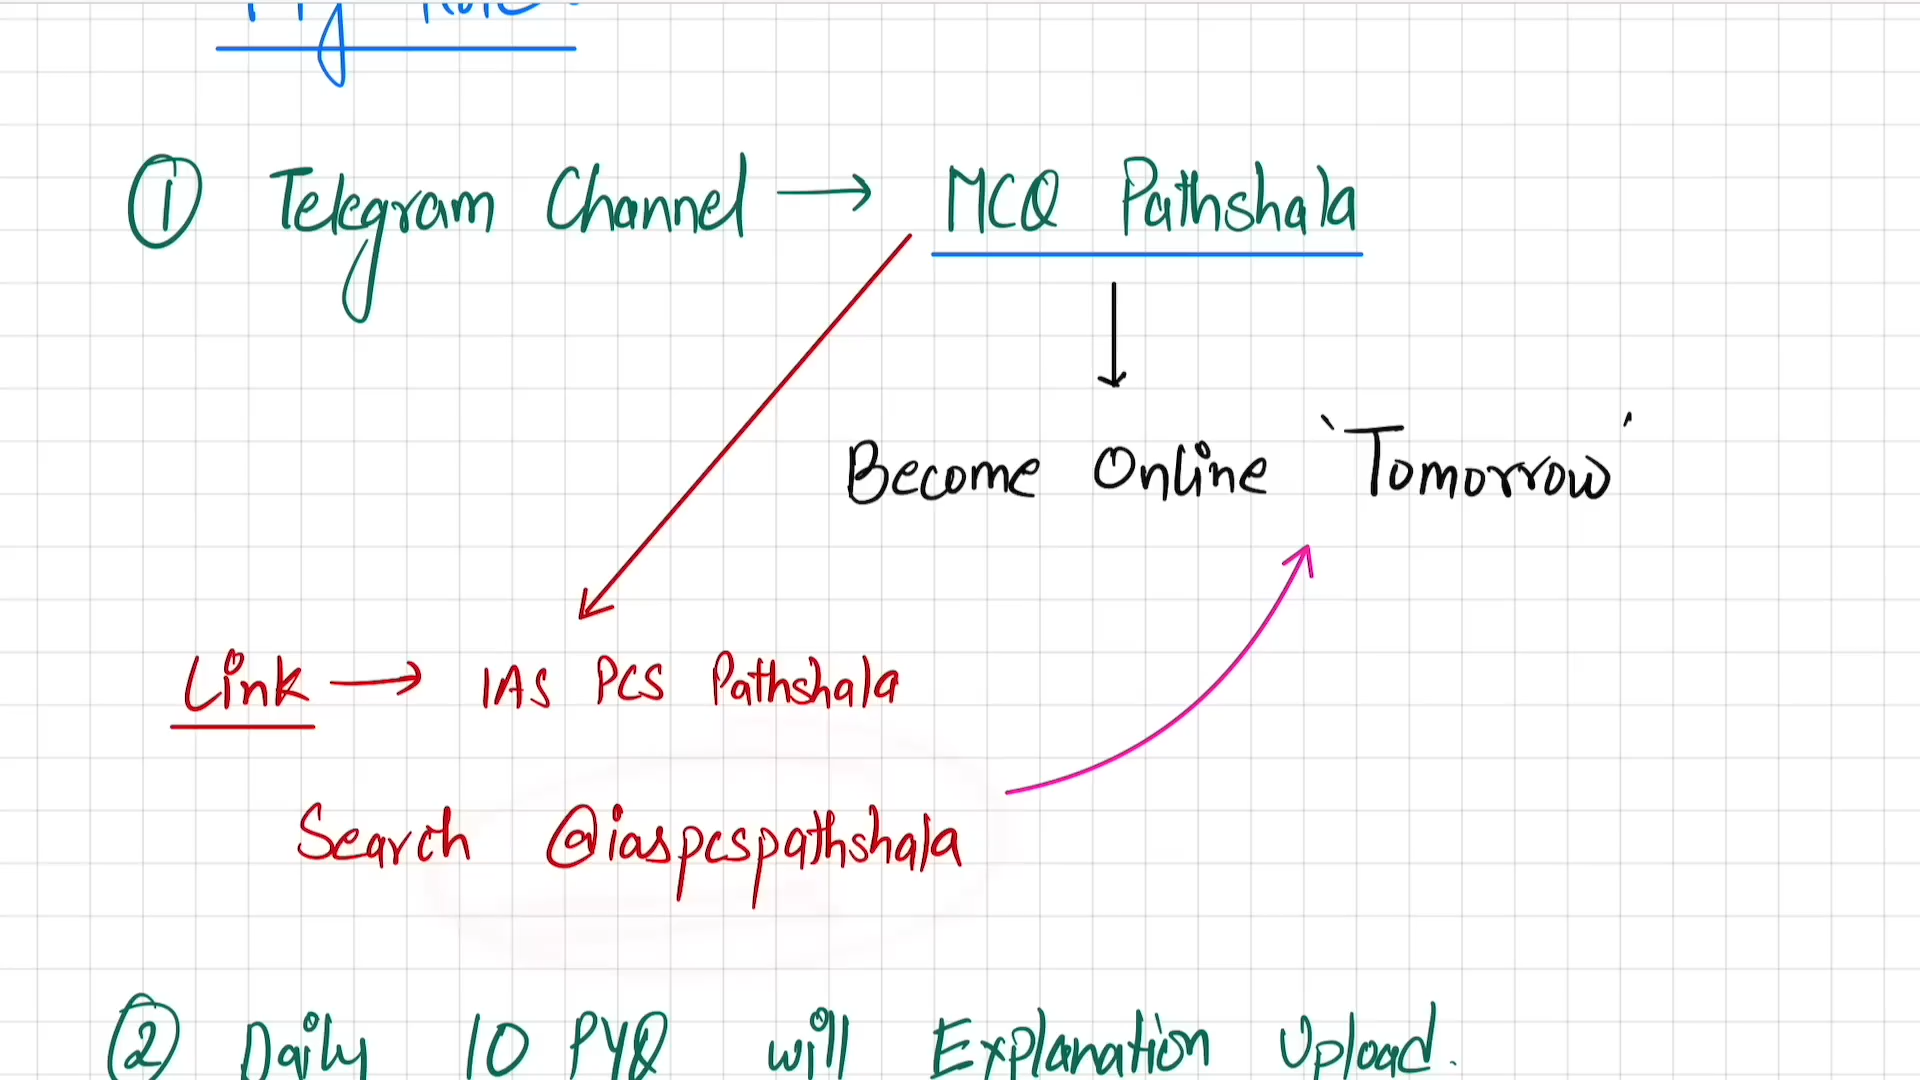 ① Telegram Channel → MCQ Pathshala
Become Online `Tomorrow'
Link → IAS PCS Pathshala
Search @iaspcspathshala
② Daily 10 PYQ will Explanation Upload.